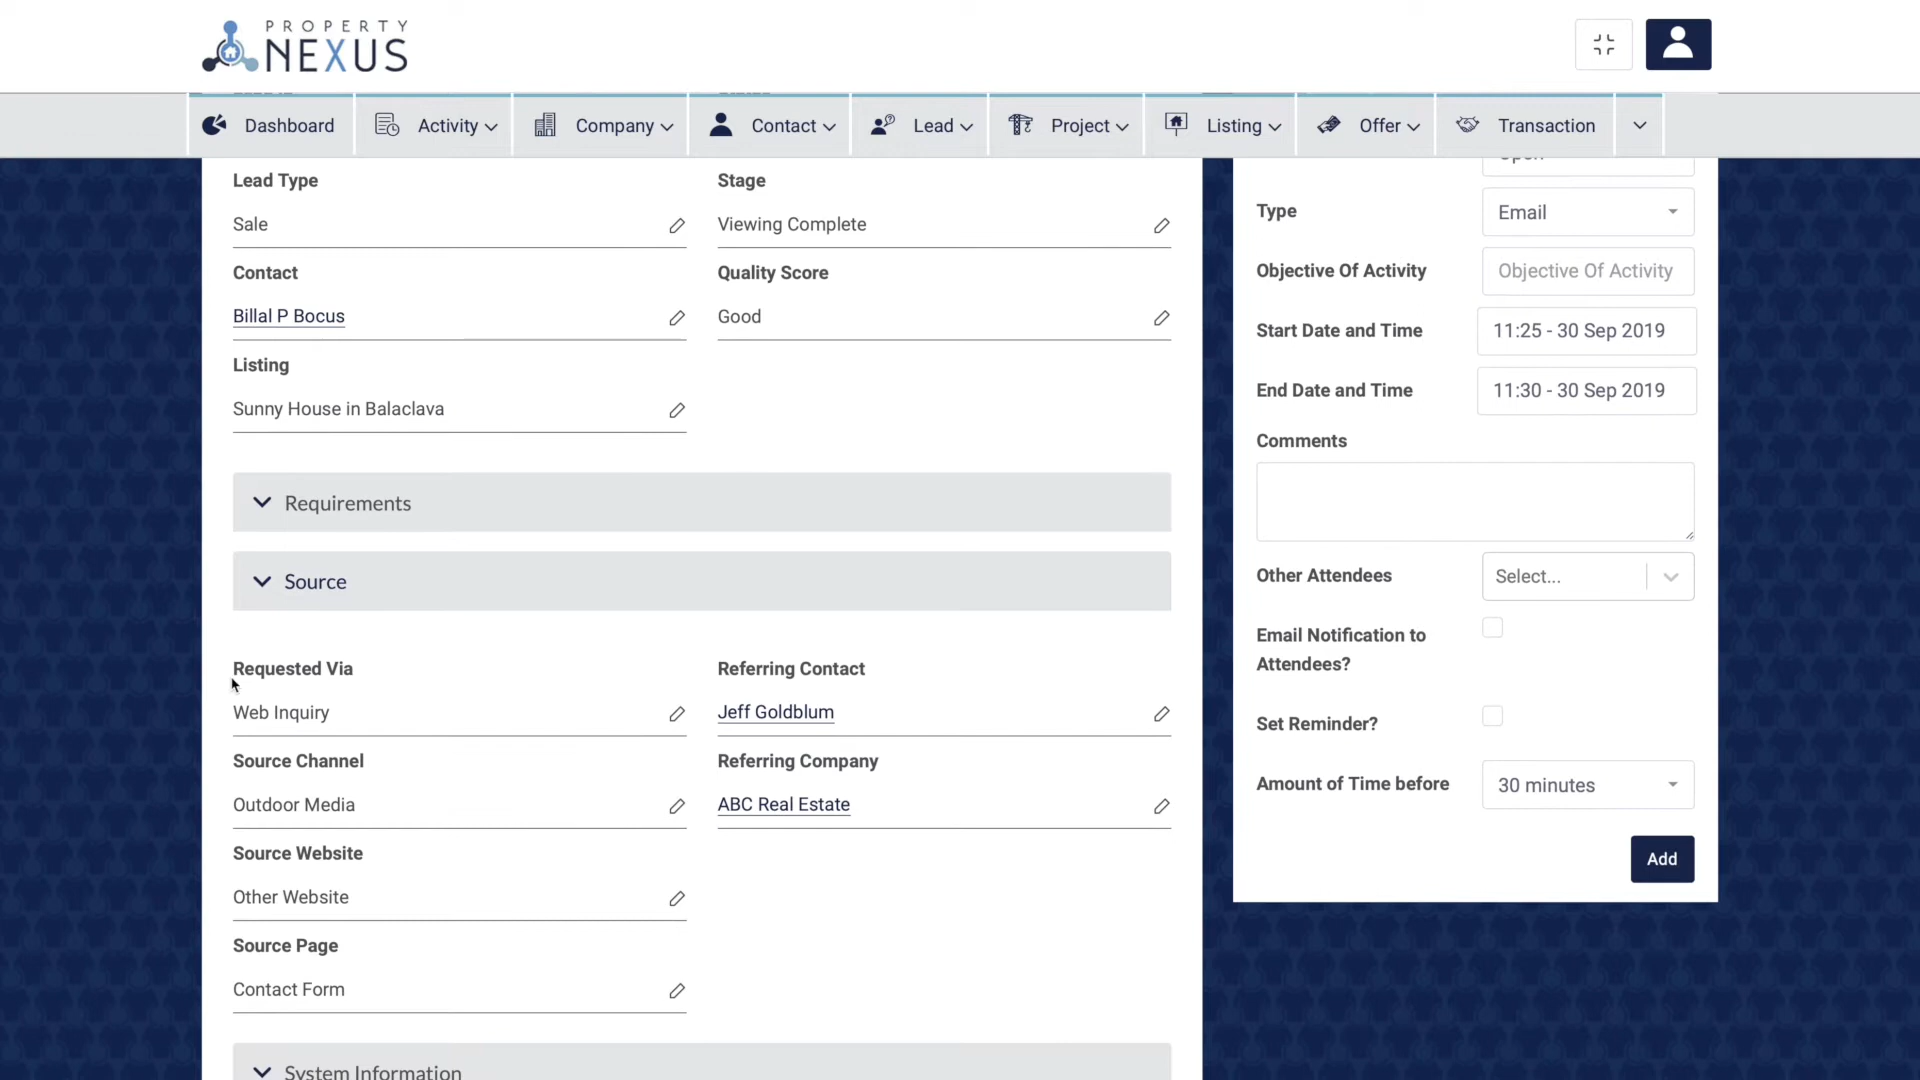 PROPERTY
NEXUS
Dashboard
Activity
Company
Contact
Lead
Project
Listing
Offer
Transaction
Lead Type
Sale
Stage
Viewing Complete
Contact
Billal P Bocus
Quality Score
Good
Listing
Sunny House in Balaclava
Requirements
Source
Requested Via
Web Inquiry
Referring Contact
Jeff Goldblum
Source Channel
Outdoor Media
Referring Company
ABC Real Estate
Source Website
Other Website
Source Page
Contact Form
System Information
Type
Email
Objective Of Activity
Objective Of Activity
Start Date and Time
11:25 - 30 Sep 2019
End Date and Time
11:30 - 30 Sep 2019
Comments
Other Attendees
Select...
Email Notification to
Attendees?
Set Reminder?
Amount of Time before
30 minutes
Add